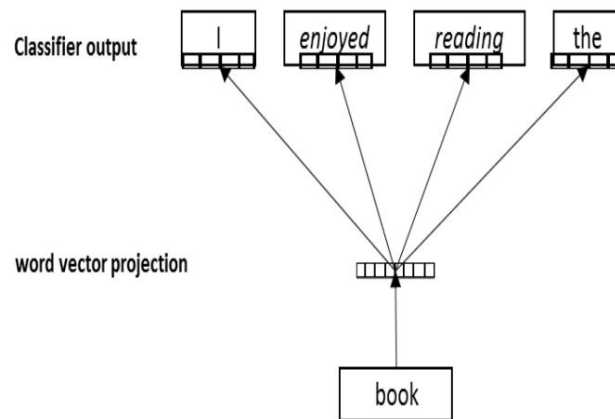 Classifier output
I
enjoyed
reading
the
word vector projection
book